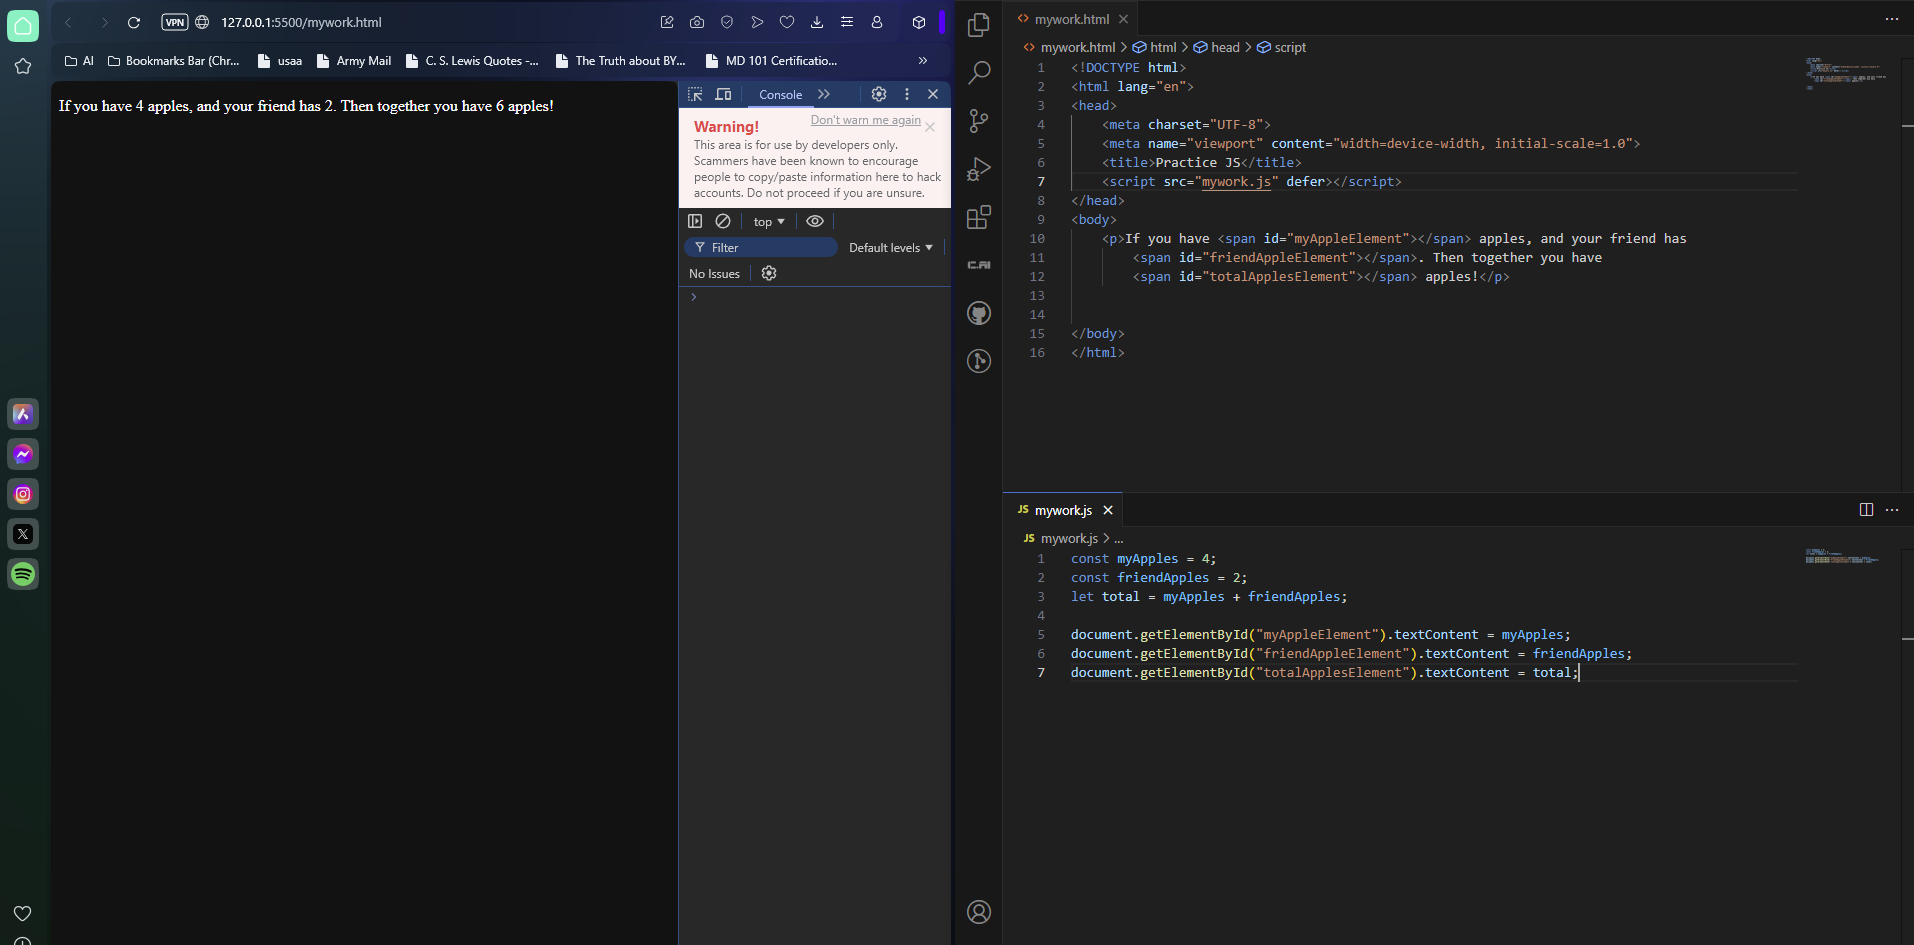 VPN 127.0.0.1:5500/mywork.html
AI Bookmarks Bar (Chr... usaa Army Mail C. S. Lewis Quotes -... The Truth about BY... MD 101 Certificatio... »
If you have 4 apples, and your friend has 2. Then together you have 6 apples!
Console
Warning! Don't warn me again
This area is for use by developers only.
Scammers have been known to encourage
people to copy/paste information here to hack
accounts. Do not proceed if you are unsure.
top
Filter Default levels
No Issues
C.AI
mywork.html
mywork.html > html > head > script
1 <!DOCTYPE html>
2 <html lang="en">
3 <head>
4 <meta charset="UTF-8">
5 <meta name="viewport" content="width=device-width, initial-scale=1.0">
6 <title>Practice JS</title>
7 <script src="mywork.js" defer></script>
8 </head>
9 <body>
10 <p>If you have <span id="myAppleElement"></span> apples, and your friend has
11 <span id="friendAppleElement"></span>. Then together you have
12 <span id="totalApplesElement"></span> apples!</p>
13
14
15 </body>
16 </html>
JS mywork.js
JS mywork.js > ...
1 const myApples = 4;
2 const friendApples = 2;
3 let total = myApples + friendApples;
4
5 document.getElementById("myAppleElement").textContent = myApples;
6 document.getElementById("friendAppleElement").textContent = friendApples;
7 document.getElementById("totalApplesElement").textContent = total;